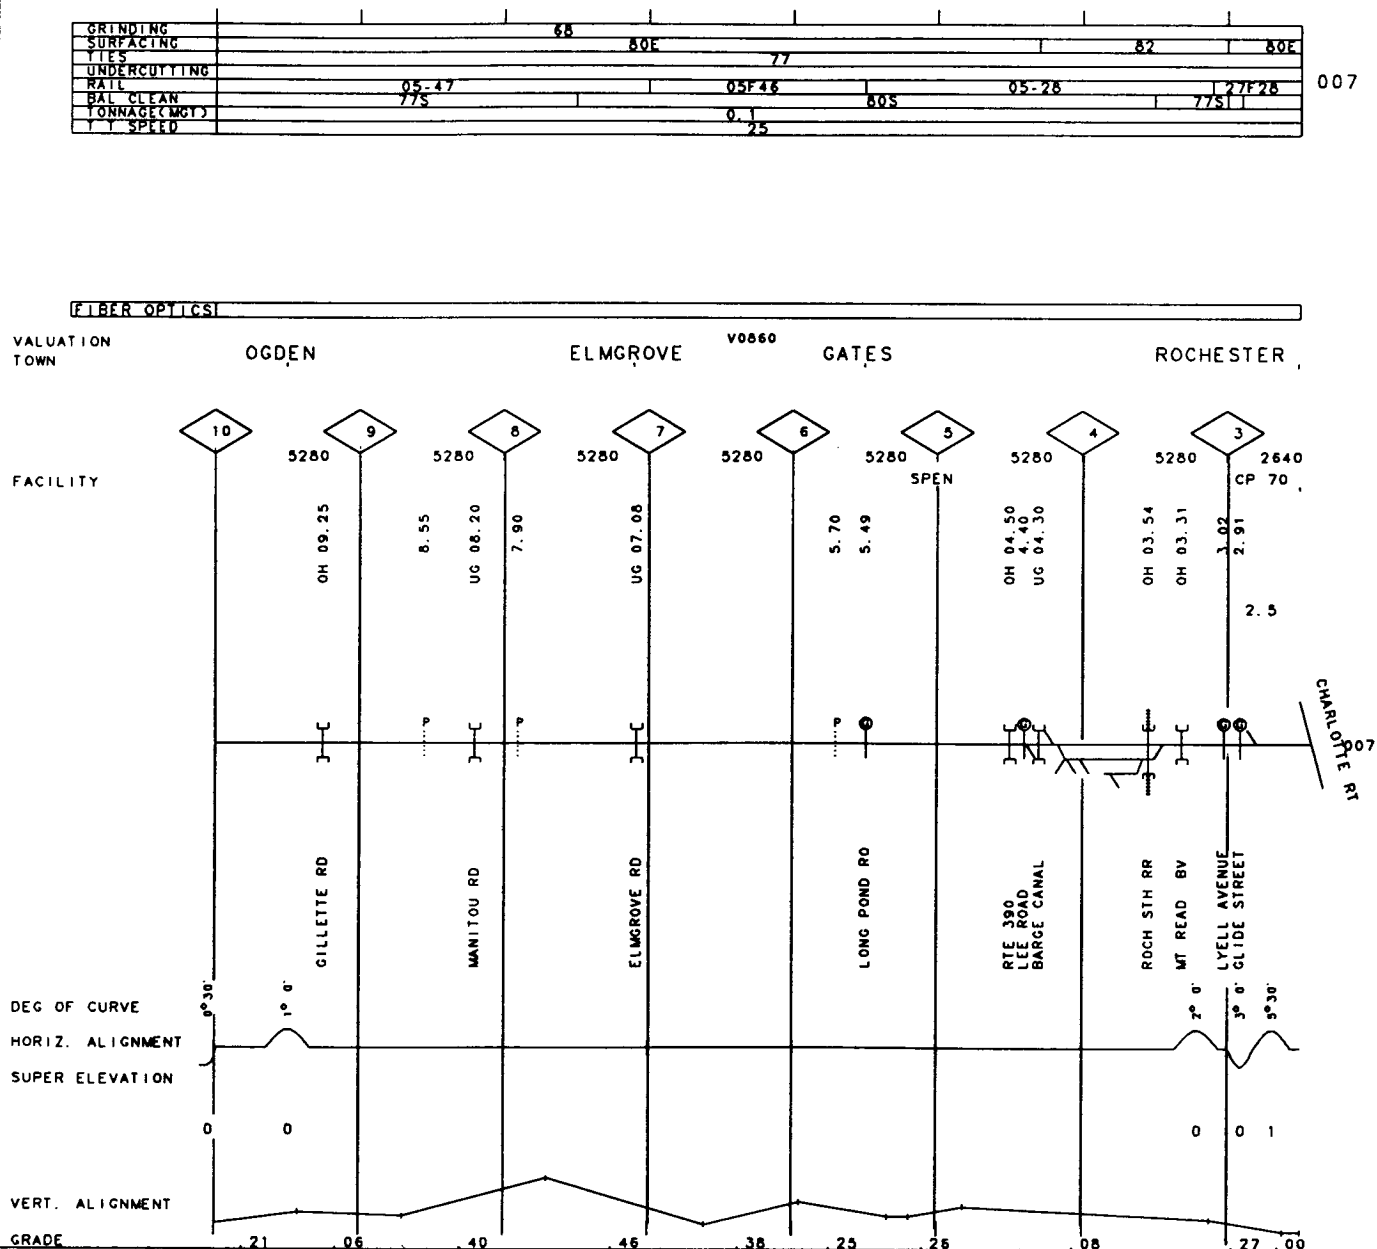 GRINDING 68
SURFACING 80E 82 80E
TIES 77
UNDERCUTTING
RAIL 05-47 05F46 05-28 27F28
007
BAL CLEAN 77S 80S 77S
TONNAGE(MGT) 0.1
T T SPEED 25
FIBER OPTICS
VALUATION V0860
TOWN OGDEN ELMGROVE GATES ROCHESTER
10 9 8 7 6 5 4 3
5280 5280 5280 5280 5280 5280 5280 2640
FACILITY SPEN CP 70
OH 09.25
8.55
UG 08.20
7.90
UG 07.08
5.70
5.49
OH 04.50
4.40
UG 04.30
OH 03.54
OH 03.31
3.02
2.91
2.5
P P P G G G G
CHARLOTTE RT
007
GILLETTE RD
MANITOU RD
ELMGROVE RD
LONG POND RO
RTE 390
LEE ROAD
BARGE CANAL
ROCH STH RR
MT READ BV
LYELL AVENUE
GLIDE STREET
DEG OF CURVE 0°30' 1° 0' 2° 0' 3° 0' 5°30'
HORIZ. ALIGNMENT
SUPER ELEVATION
0 0 0 0 1
VERT. ALIGNMENT
GRADE .21 .06 .40 .46 .38 .25 .26 .08 .27 .00